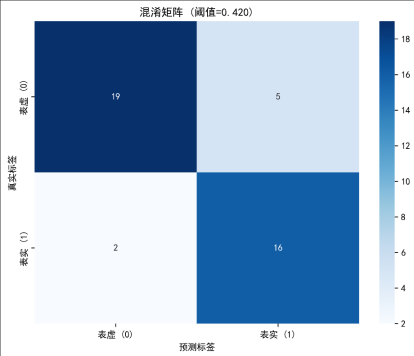 混淆矩阵 (阈值=0.420)
真实标签
表虚 (0)
19
5
表实 (1)
2
16
表虚 (0)
表实 (1)
预测标签
18
16
14
12
10
8
6
4
2